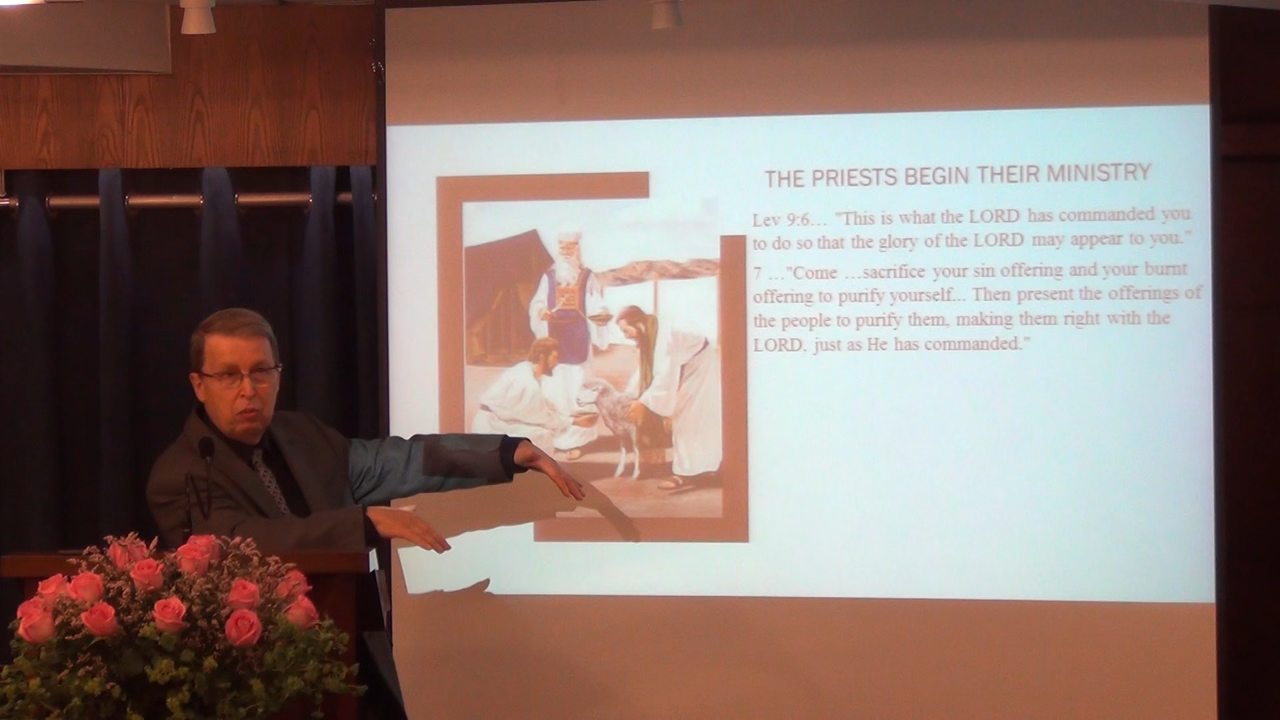 THE PRIESTS BEGIN THEIR MINISTRY
Lev 9:6... "This is what the LORD has commanded you
to do so that the glory of the LORD may appear to you."
7 ..."Come ...sacrifice your sin offering and your burnt
offering to purify yourself... Then present the offerings of
the people to purify them, making them right with the
LORD, just as He has commanded."